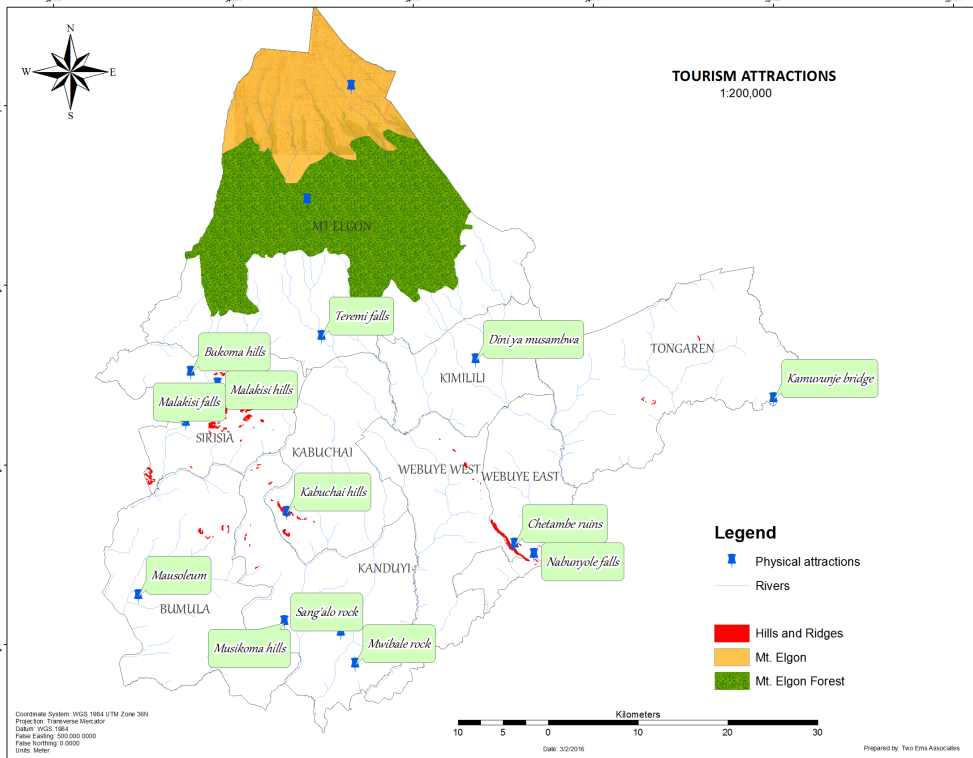 N
W
E
S
TOURISM ATTRACTIONS
1:200,000
MT ELGON
Teremi falls
Dini ya musambwa
TONGAREN
Bukoma hills
Kamuvunje bridge
KIMILILI
Malakisi hills
Malakisi falls
SIRISIA
KABUCHAI
WEBUYE WEST
WEBUYE EAST
Kabuchai hills
Chetambe ruins
Nabunyole falls
KANDUYI
Mausoleum
BUMULA
Sang'alo rock
Musikoma hills
Mwibale rock
Legend
Physical attractions
Rivers
Hills and Ridges
Mt. Elgon
Mt. Elgon Forest
Kilometers
10 5 0 10 20 30
Coordinate System: WGS 1984 UTM Zone 36N
Projection: Transverse Mercator
Datum: WGS 1984
False Easting: 500,000.0000
False Northing: 0.0000
Units: Meter
Date: 3/2/2016
Prepared by: Two Ems Associates